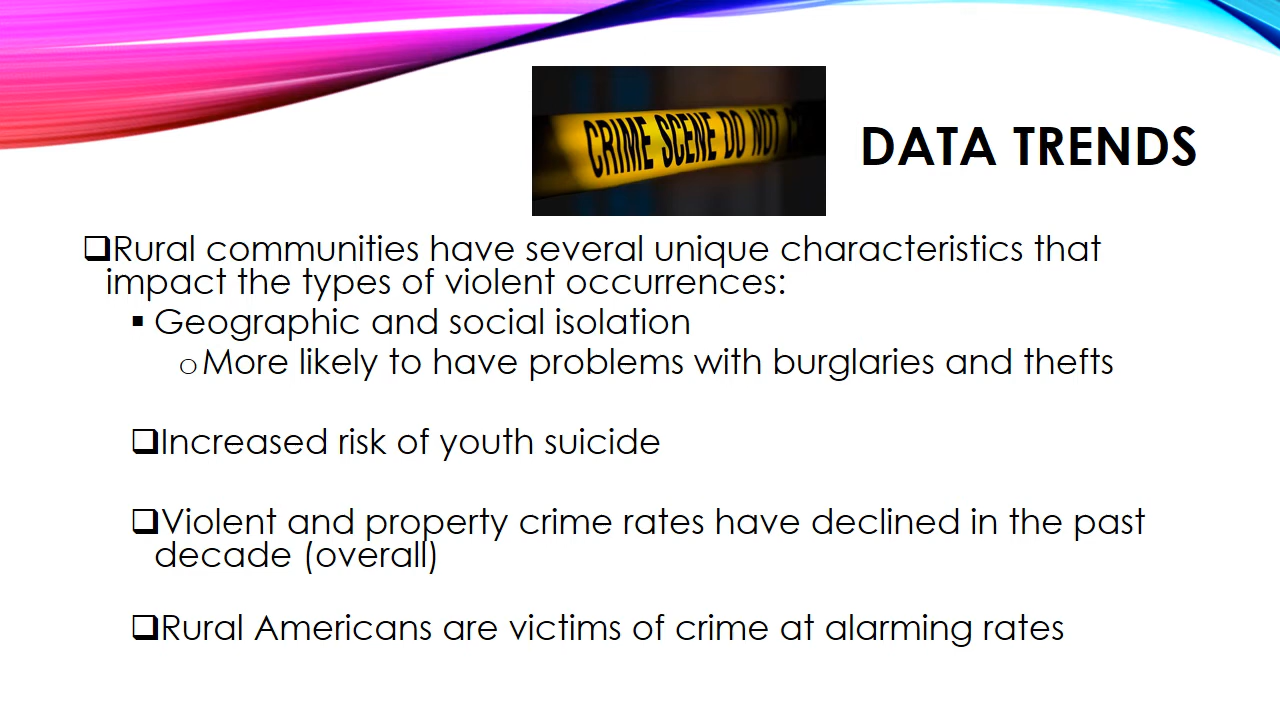 CRIME SCENE DO NOT
DATA TRENDS
❑Rural communities have several unique characteristics that
impact the types of violent occurrences:
▪ Geographic and social isolation
oMore likely to have problems with burglaries and thefts
❑Increased risk of youth suicide
❑Violent and property crime rates have declined in the past
decade (overall)
❑Rural Americans are victims of crime at alarming rates